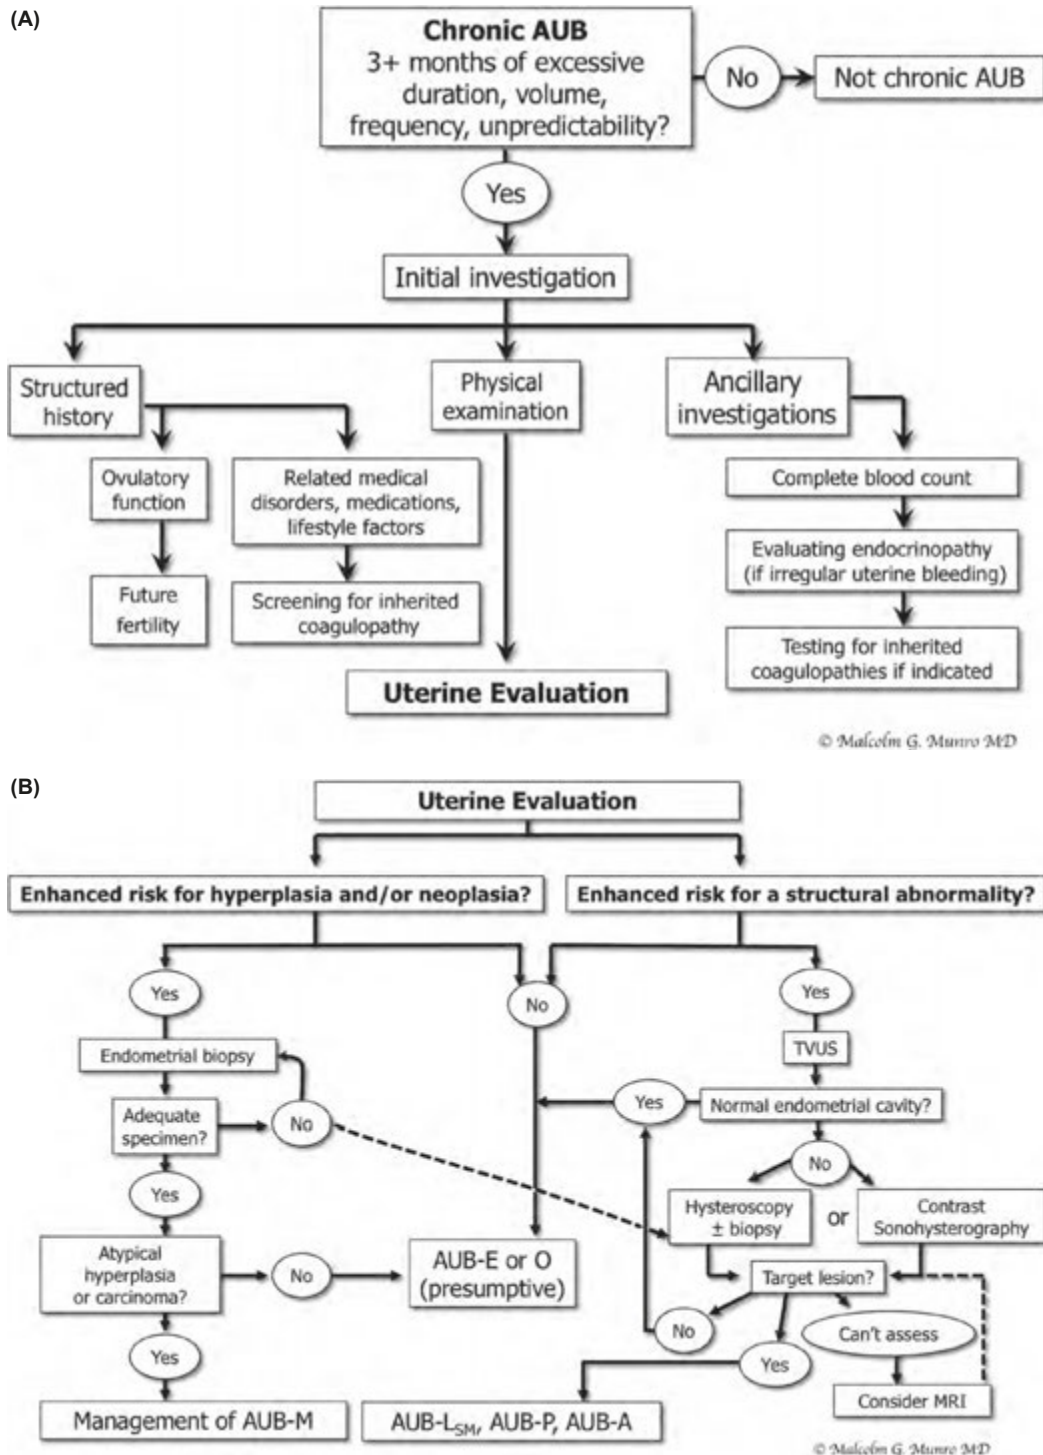 (A)
Chronic AUB
3+ months of excessive
duration, volume,
frequency, unpredictability?
No
Not chronic AUB
Yes
Initial investigation
Structured
history
Physical
examination
Ancillary
investigations
Ovulatory
function
Related medical
disorders, medications,
lifestyle factors
Complete blood count
Evaluating endocrinopathy
(if irregular uterine bleeding)
Future
fertility
Screening for inherited
coagulopathy
Testing for inherited
coagulopathies if indicated
Uterine Evaluation
© Malcolm G. Munro MD
(B)
Uterine Evaluation
Enhanced risk for hyperplasia and/or neoplasia?
Enhanced risk for a structural abnormality?
Yes
No
Yes
Endometrial biopsy
TVUS
Adequate
specimen?
No
Yes
Normal endometrial cavity?
No
Yes
Hysteroscopy
± biopsy
or
Contrast
Sonohysterography
Atypical
hyperplasia
or carcinoma?
No
AUB-E or O
(presumptive)
Target lesion?
No
Yes
Can't assess
Yes
Consider MRI
Management of AUB-M
AUB-LSM, AUB-P, AUB-A
© Malcolm G. Munro MD